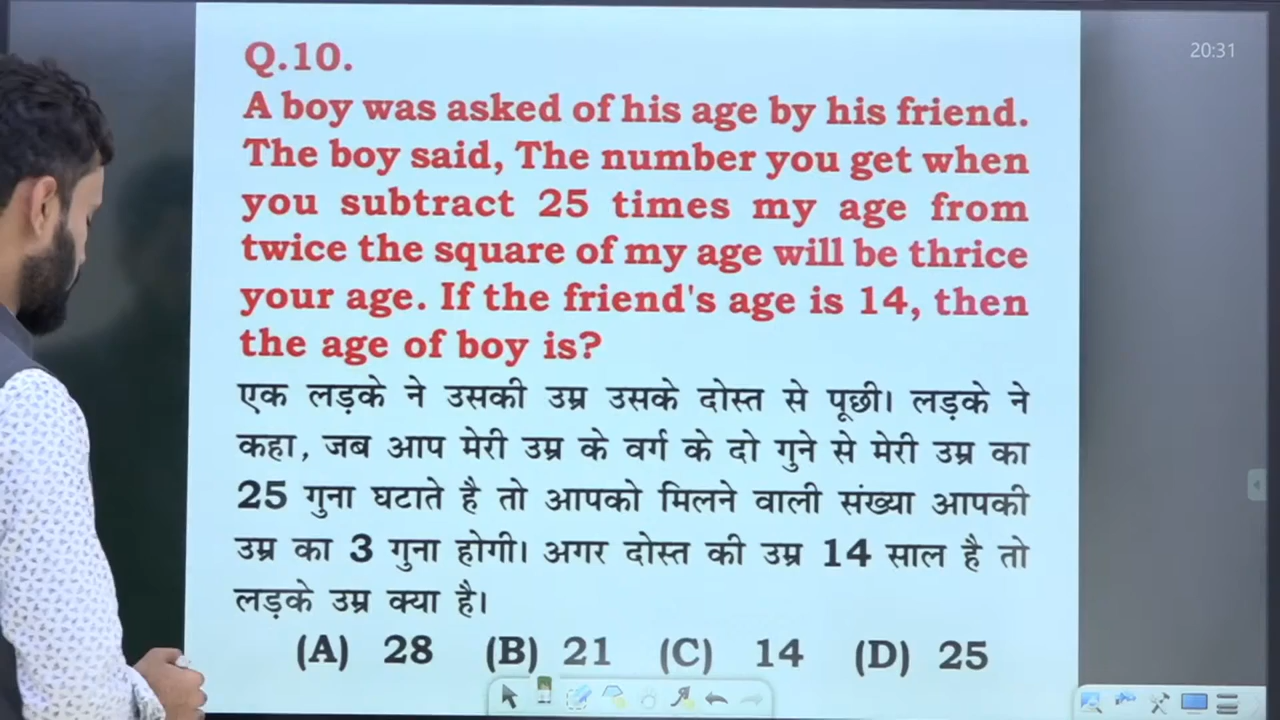 20:31
Q.10.
A boy was asked of his age by his friend.
The boy said, The number you get when
you subtract 25 times my age from
twice the square of my age will be thrice
your age. If the friend's age is 14, then
the age of boy is?
एक लड़के ने उसकी उम्र उसके दोस्त से पूछी। लड़के ने
कहा, जब आप मेरी उम्र के वर्ग के दो गुने से मेरी उम्र का
25 गुना घटाते है तो आपको मिलने वाली संख्या आपकी
उम्र का 3 गुना होगी। अगर दोस्त की उम्र 14 साल है तो
लड़के उम्र क्या है।
(A) 28 (B) 21 (C) 14 (D) 25